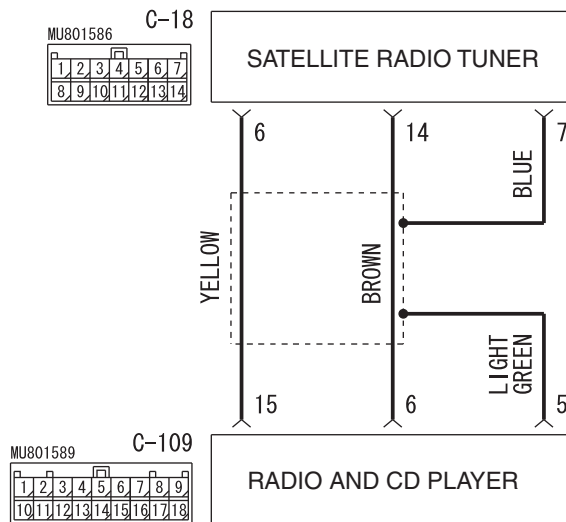 C-18
MU801586
1 2 3 4 5 6 7
8 9 10 11 12 13 14
SATELLITE RADIO TUNER
6 14 7
YELLOW
BROWN
BLUE
LIGHT
GREEN
15 6 5
C-109
MU801589
1 2 3 4 5 6 7 8 9
10 11 12 13 14 15 16 17 18
RADIO AND CD PLAYER